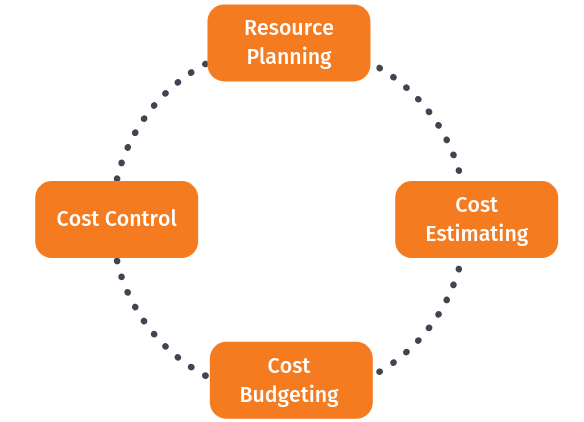 Resource
Planning
Cost
Estimating
Cost
Budgeting
Cost Control